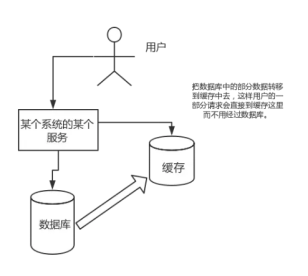 用户
把数据库中的部分数据转移
到缓存中去，这样用户的一
部分请求会直接到缓存这里
而不用经过数据库。
某个系统的某个
服务
缓存
数据库